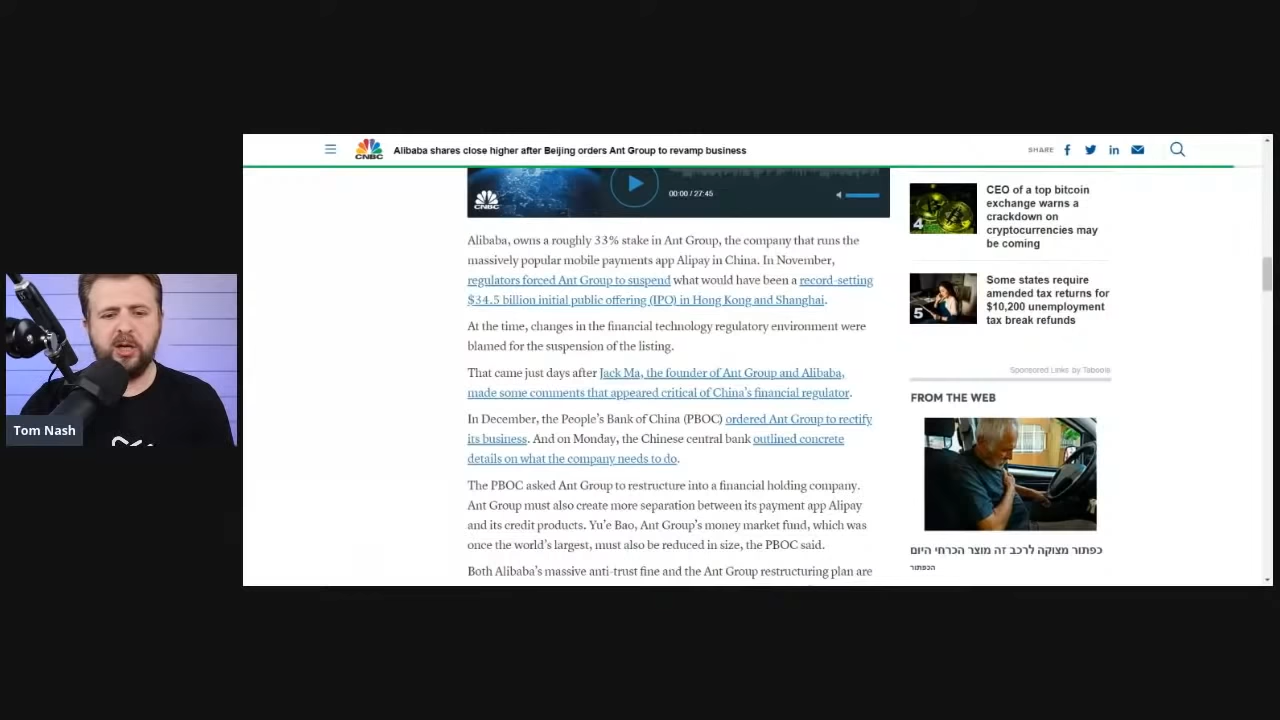 CNBC
Alibaba shares close higher after Beijing orders Ant Group to revamp business
SHARE
CNBC
00:00 / 27:45
Alibaba, owns a roughly 33% stake in Ant Group, the company that runs the
massively popular mobile payments app Alipay in China. In November,
regulators forced Ant Group to suspend what would have been a record-setting
$34.5 billion initial public offering (IPO) in Hong Kong and Shanghai.
At the time, changes in the financial technology regulatory environment were
blamed for the suspension of the listing.
That came just days after Jack Ma, the founder of Ant Group and Alibaba,
made some comments that appeared critical of China's financial regulator.
In December, the People's Bank of China (PBOC) ordered Ant Group to rectify
its business. And on Monday, the Chinese central bank outlined concrete
details on what the company needs to do.
The PBOC asked Ant Group to restructure into a financial holding company.
Ant Group must also create more separation between its payment app Alipay
and its credit products. Yu'e Bao, Ant Group's money market fund, which was
once the world's largest, must also be reduced in size, the PBOC said.
Both Alibaba's massive anti-trust fine and the Ant Group restructuring plan are
4
CEO of a top bitcoin
exchange warns a
crackdown on
cryptocurrencies may
be coming
5
Some states require
amended tax returns for
$10,200 unemployment
tax break refunds
Sponsored Links by Taboola
FROM THE WEB
כפתור מצוקה לרכב זה מוצר הכרחי היום
הכפתור
Tom Nash